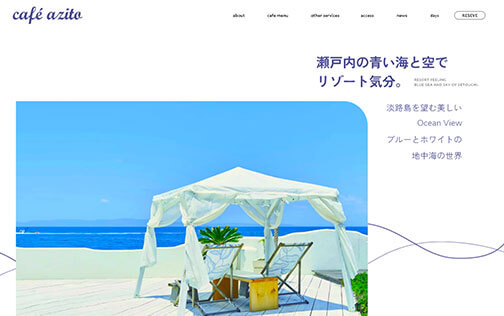 café azito
about
cafe menu
other services
access
news
days
RESEVE
瀬戸内の青い海と空で
リゾート気分。
RESORT FEELING
BLUE SEA AND SKY OF SETOUCHI.
淡路島を望む美しい
Ocean View
ブルーとホワイトの
地中海の世界